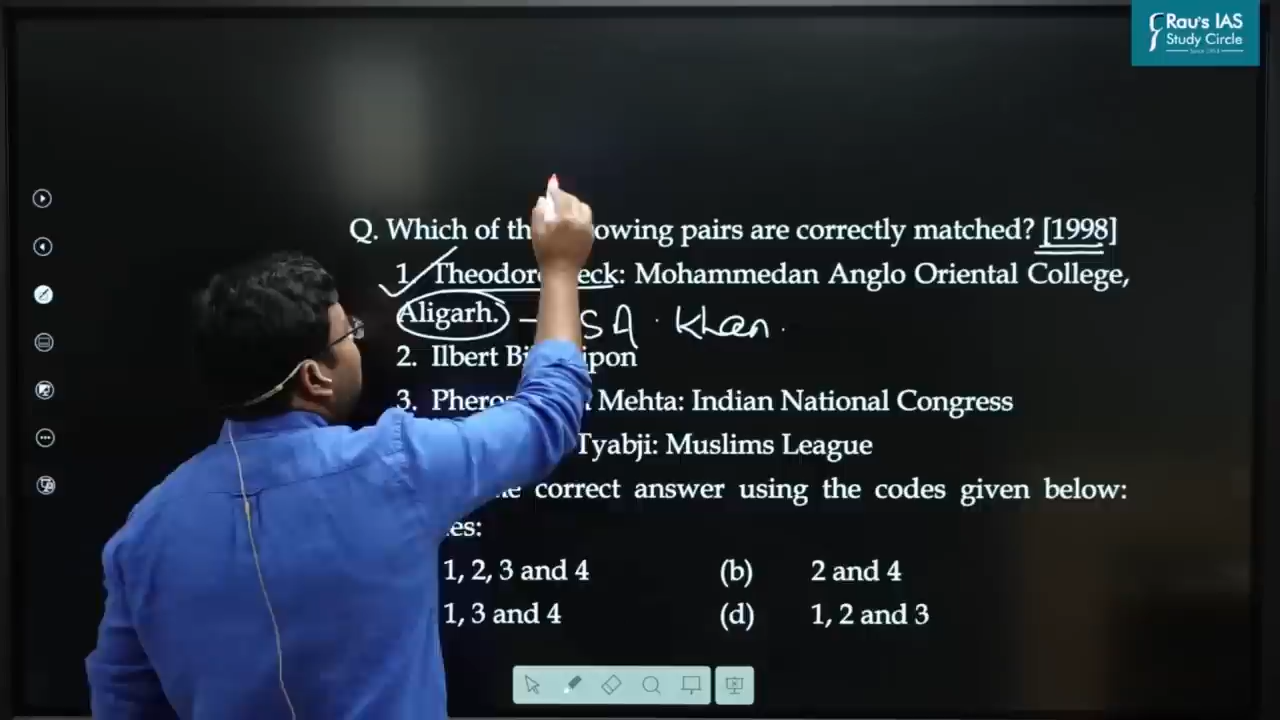 Rau's IAS
Study Circle
Q. Which of th owing pairs are correctly matched? [1998]
1. Theodor eck: Mohammedan Anglo Oriental College,
Aligarh. – SA. Khan.
2. Ilbert Bi ipon
3. Pheroz Mehta: Indian National Congress
Tyabji: Muslims League
correct answer using the codes given below:
es:
1, 2, 3 and 4 (b) 2 and 4
1, 3 and 4 (d) 1, 2 and 3